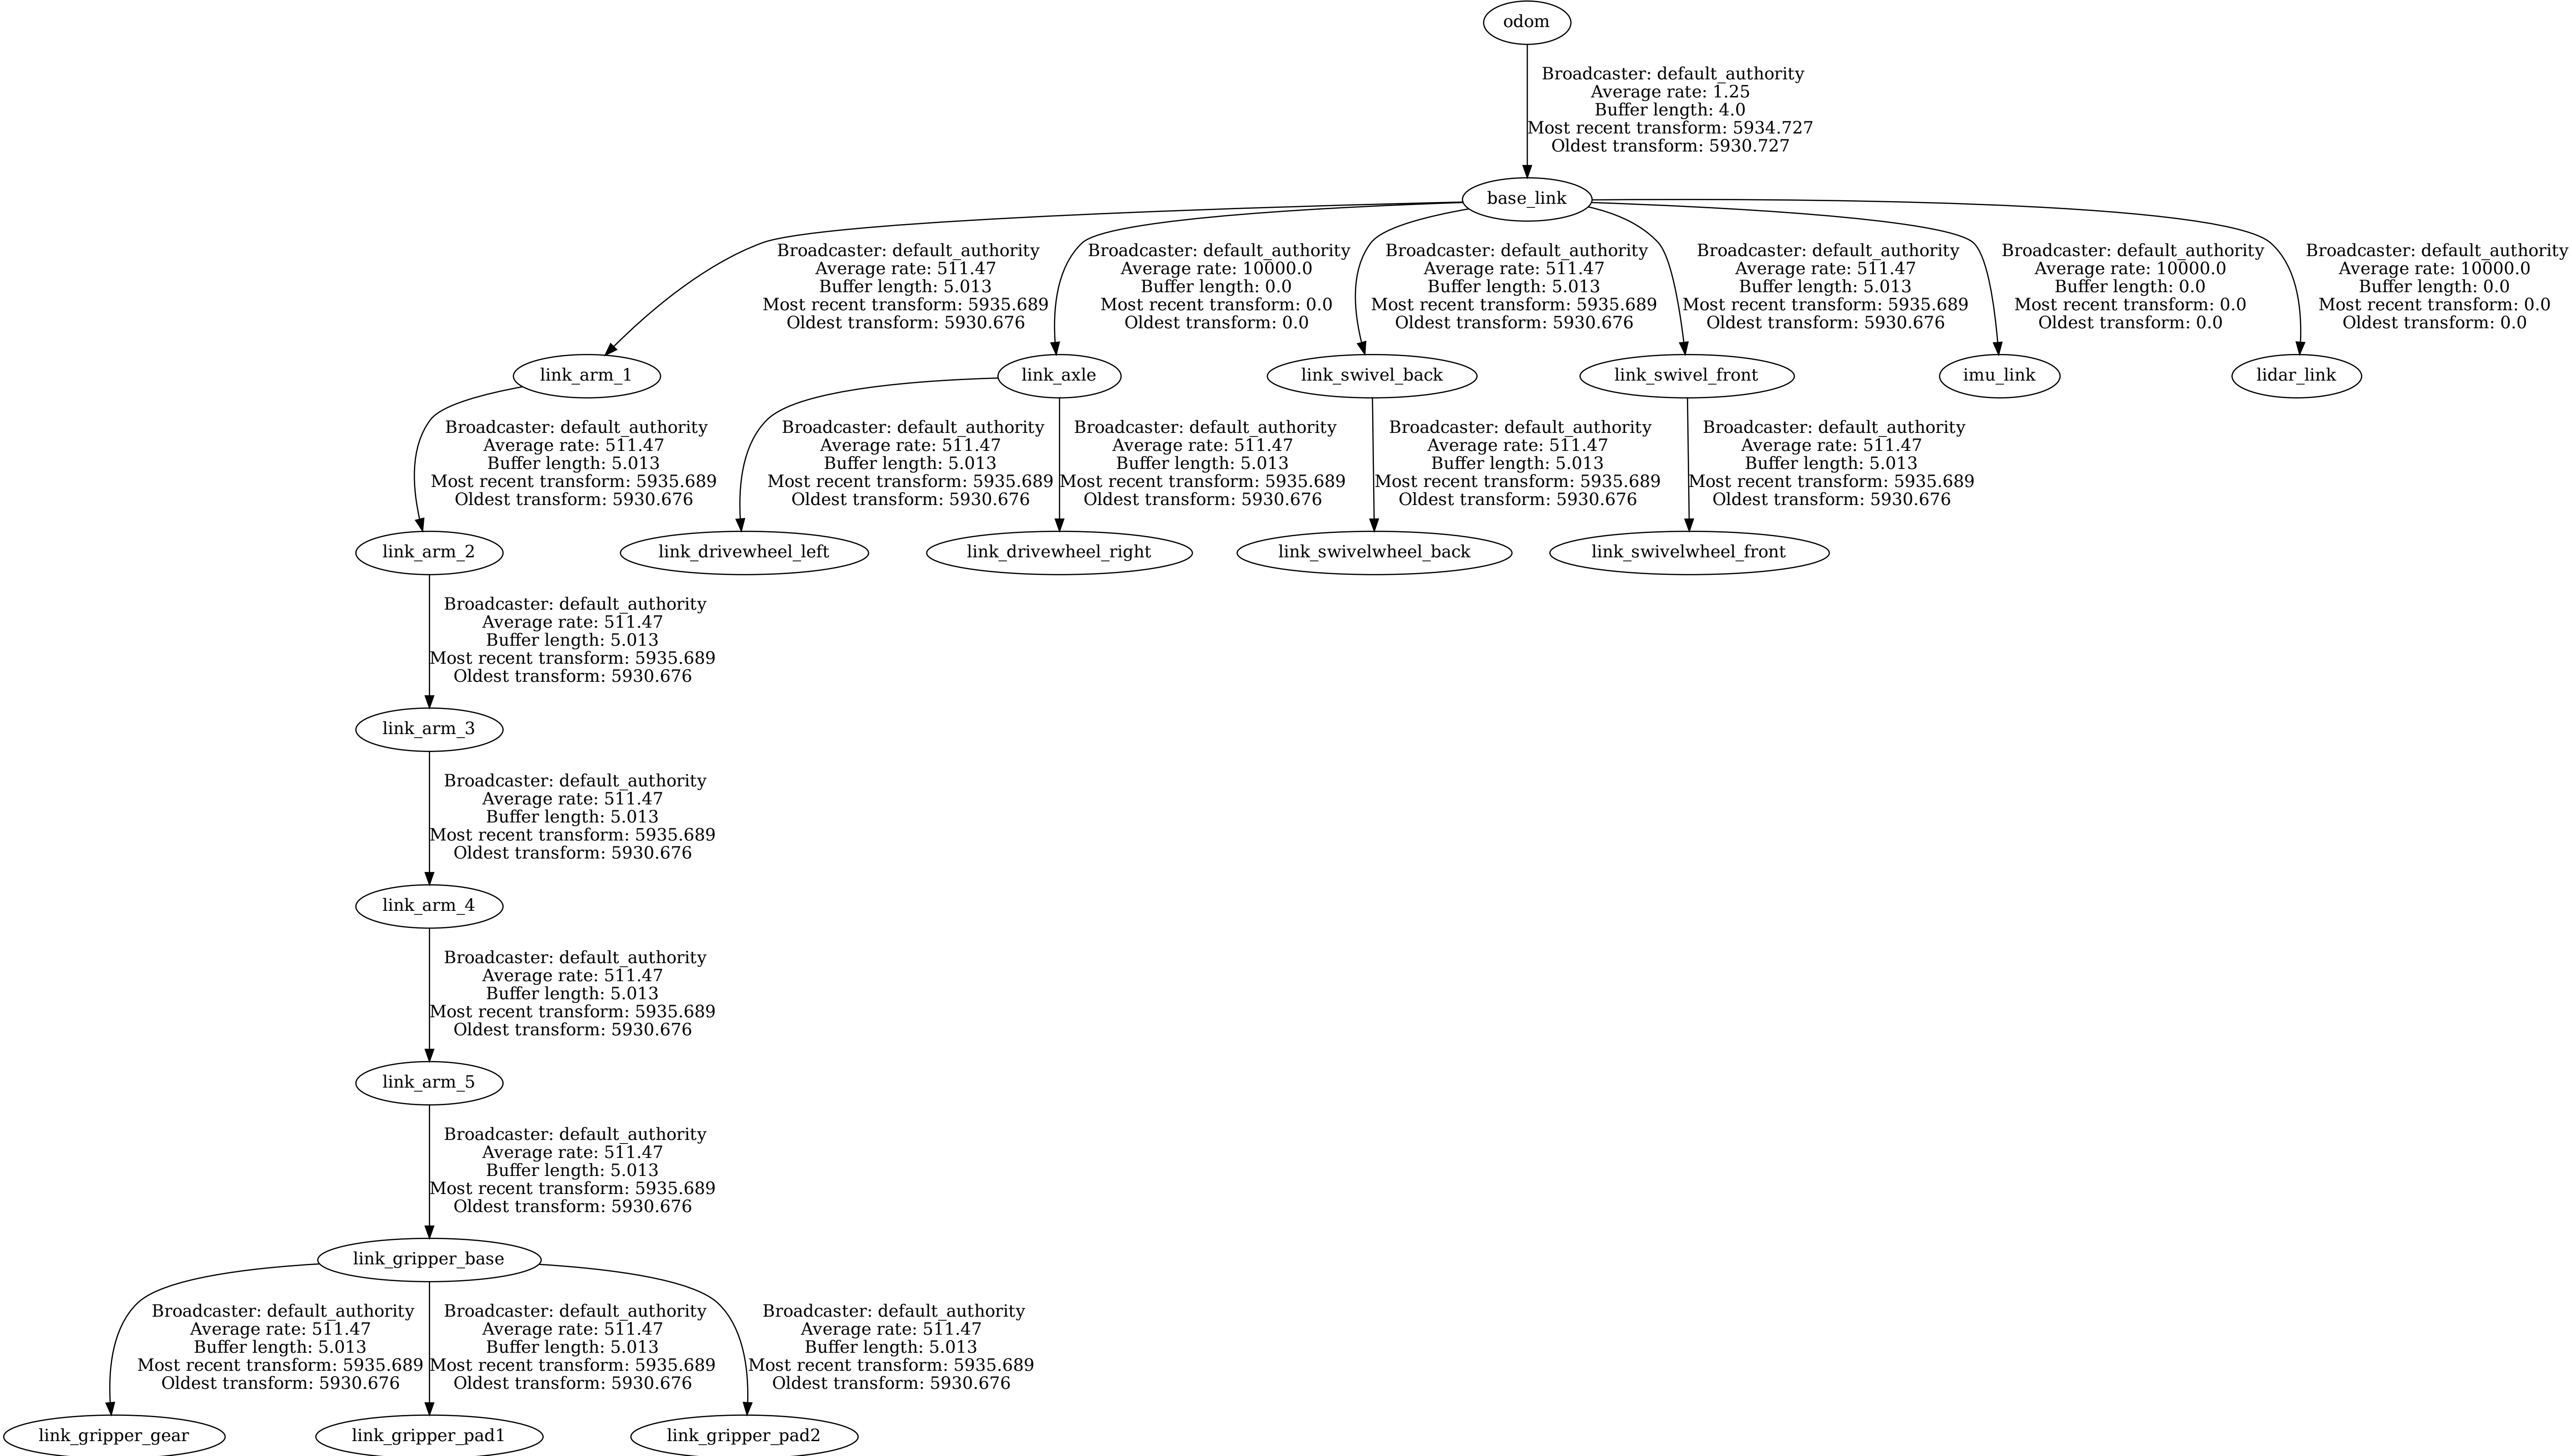 odom
Broadcaster: default_authority
Average rate: 1.25
Buffer length: 4.0
Most recent transform: 5934.727
Oldest transform: 5930.727
base_link
Broadcaster: default_authority
Average rate: 511.47
Buffer length: 5.013
Most recent transform: 5935.689
Oldest transform: 5930.676
Broadcaster: default_authority
Average rate: 10000.0
Buffer length: 0.0
Most recent transform: 0.0
Oldest transform: 0.0
Broadcaster: default_authority
Average rate: 511.47
Buffer length: 5.013
Most recent transform: 5935.689
Oldest transform: 5930.676
Broadcaster: default_authority
Average rate: 511.47
Buffer length: 5.013
Most recent transform: 5935.689
Oldest transform: 5930.676
Broadcaster: default_authority
Average rate: 10000.0
Buffer length: 0.0
Most recent transform: 0.0
Oldest transform: 0.0
Broadcaster: default_authority
Average rate: 10000.0
Buffer length: 0.0
Most recent transform: 0.0
Oldest transform: 0.0
link_arm_1
link_axle
link_swivel_back
link_swivel_front
imu_link
lidar_link
Broadcaster: default_authority
Average rate: 511.47
Buffer length: 5.013
Most recent transform: 5935.689
Oldest transform: 5930.676
Broadcaster: default_authority
Average rate: 511.47
Buffer length: 5.013
Most recent transform: 5935.689
Oldest transform: 5930.676
Broadcaster: default_authority
Average rate: 511.47
Buffer length: 5.013
Most recent transform: 5935.689
Oldest transform: 5930.676
Broadcaster: default_authority
Average rate: 511.47
Buffer length: 5.013
Most recent transform: 5935.689
Oldest transform: 5930.676
Broadcaster: default_authority
Average rate: 511.47
Buffer length: 5.013
Most recent transform: 5935.689
Oldest transform: 5930.676
link_arm_2
link_drivewheel_left
link_drivewheel_right
link_swivelwheel_back
link_swivelwheel_front
Broadcaster: default_authority
Average rate: 511.47
Buffer length: 5.013
Most recent transform: 5935.689
Oldest transform: 5930.676
link_arm_3
Broadcaster: default_authority
Average rate: 511.47
Buffer length: 5.013
Most recent transform: 5935.689
Oldest transform: 5930.676
link_arm_4
Broadcaster: default_authority
Average rate: 511.47
Buffer length: 5.013
Most recent transform: 5935.689
Oldest transform: 5930.676
link_arm_5
Broadcaster: default_authority
Average rate: 511.47
Buffer length: 5.013
Most recent transform: 5935.689
Oldest transform: 5930.676
link_gripper_base
Broadcaster: default_authority
Average rate: 511.47
Buffer length: 5.013
Most recent transform: 5935.689
Oldest transform: 5930.676
Broadcaster: default_authority
Average rate: 511.47
Buffer length: 5.013
Most recent transform: 5935.689
Oldest transform: 5930.676
Broadcaster: default_authority
Average rate: 511.47
Buffer length: 5.013
Most recent transform: 5935.689
Oldest transform: 5930.676
link_gripper_gear
link_gripper_pad1
link_gripper_pad2